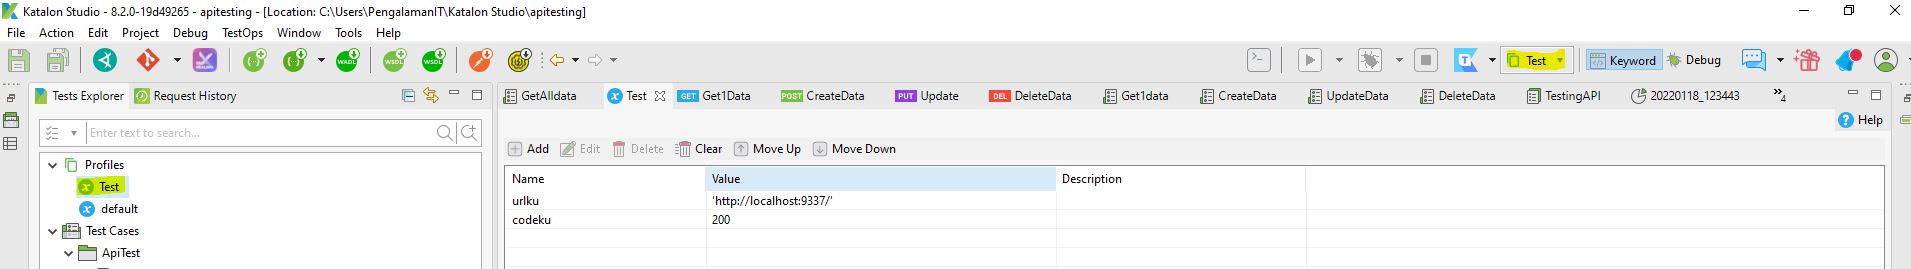 Katalon Studio - 8.2.0-19d49265 - apitesting - [Location: C:\Users\PengalamanIT\Katalon Studio\apitesting]
File Action Edit Project Debug TestOps Window Tools Help
WADL WSDL WSDL Test Keyword Debug
Tests Explorer Request History GetAlldata Test GET Get1Data POST CreateData PUT Update DEL DeleteData Get1data CreateData UpdateData DeleteData TestingAPI 20220118_123443 »4
Help
Enter text to search...
Add Edit Delete Clear Move Up Move Down
Profiles
Name Value Description
Test
urlku 'http://localhost:9337/'
default
codeku 200
Test Cases
ApiTest